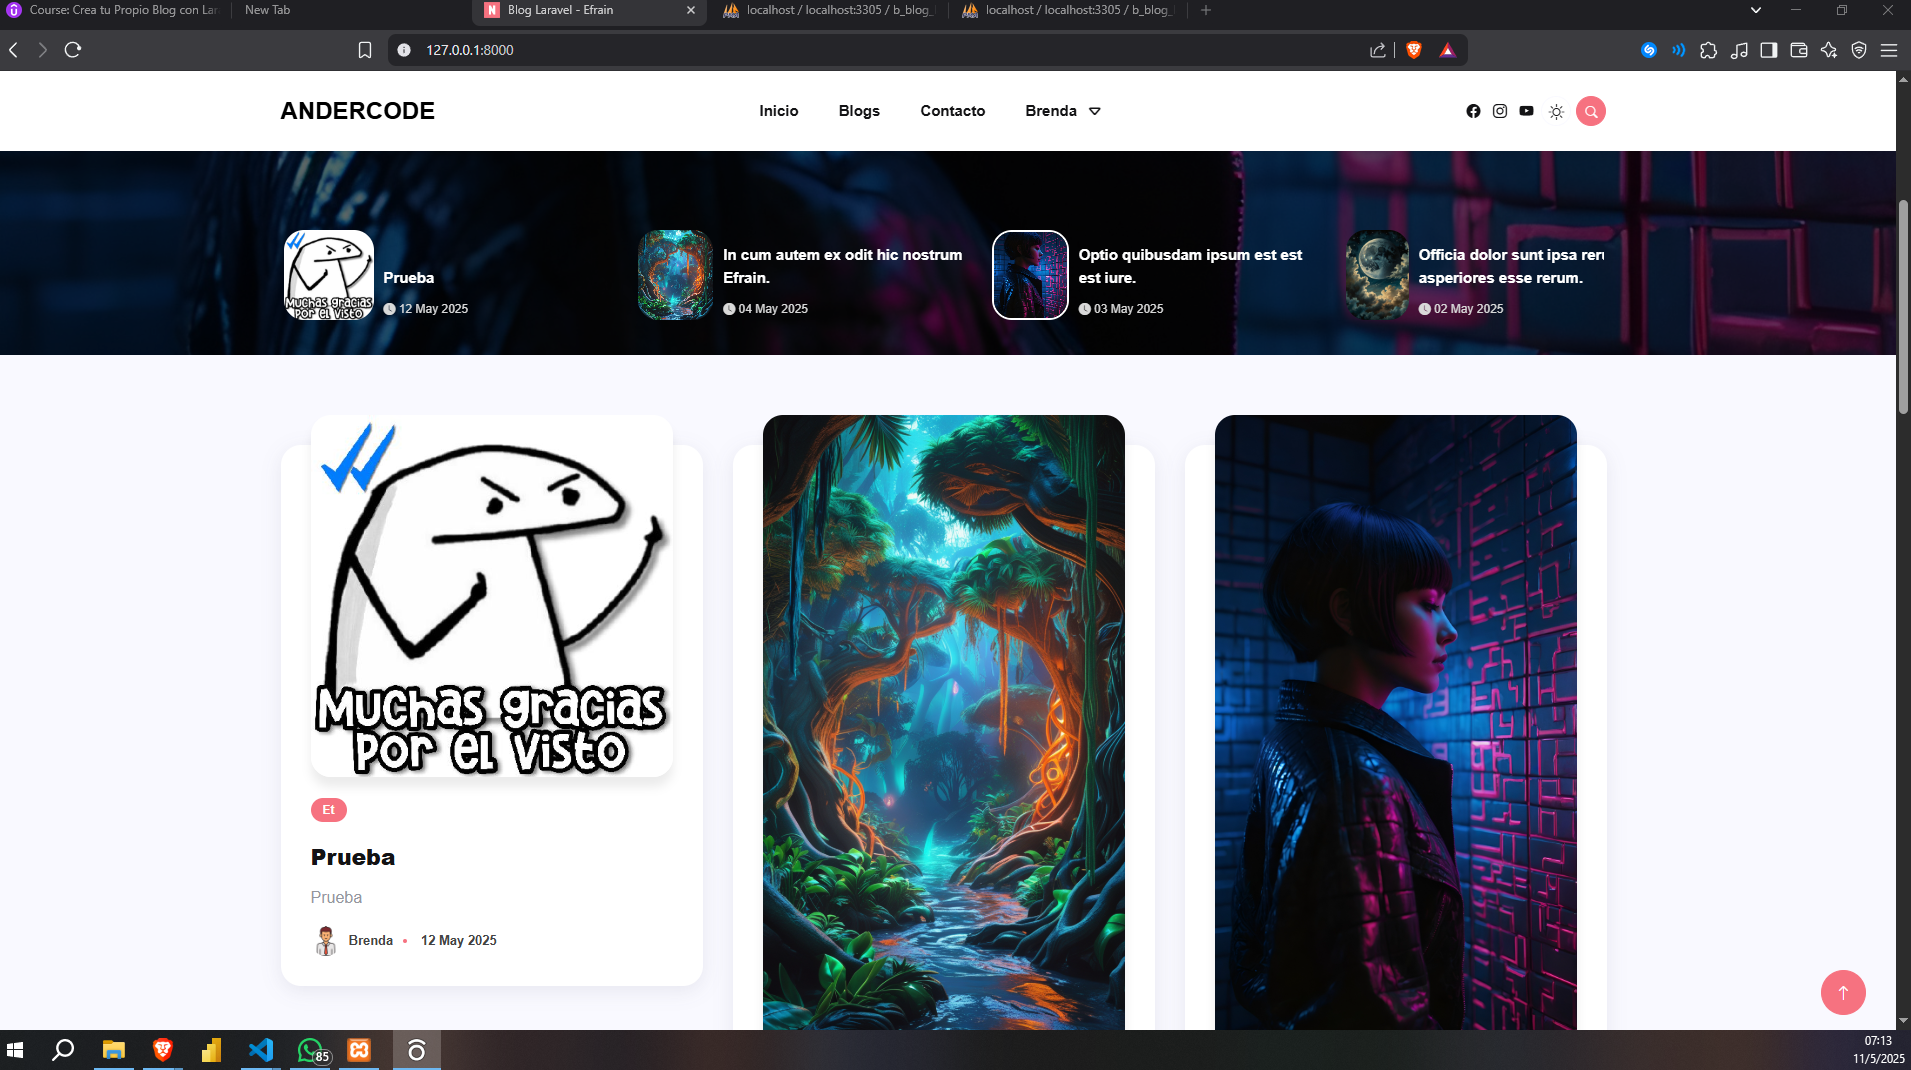 Course: Crea tu Propio Blog con Lar
New Tab
Blog Laravel - Efrain
localhost / localhost:3305 / b_blog_
localhost / localhost:3305 / b_blog_
127.0.0.1:8000
ANDERCODE
Inicio
Blogs
Contacto
Brenda
Prueba
12 May 2025
In cum autem ex odit hic nostrum
Efrain.
04 May 2025
Optio quibusdam ipsum est est
est iure.
03 May 2025
Officia dolor sunt ipsa reru
asperiores esse rerum.
02 May 2025
Muchas gracias
por el visto
Muchas gracias
por el visto
Et
Prueba
Prueba
Brenda • 12 May 2025
85
07:13
11/5/2025